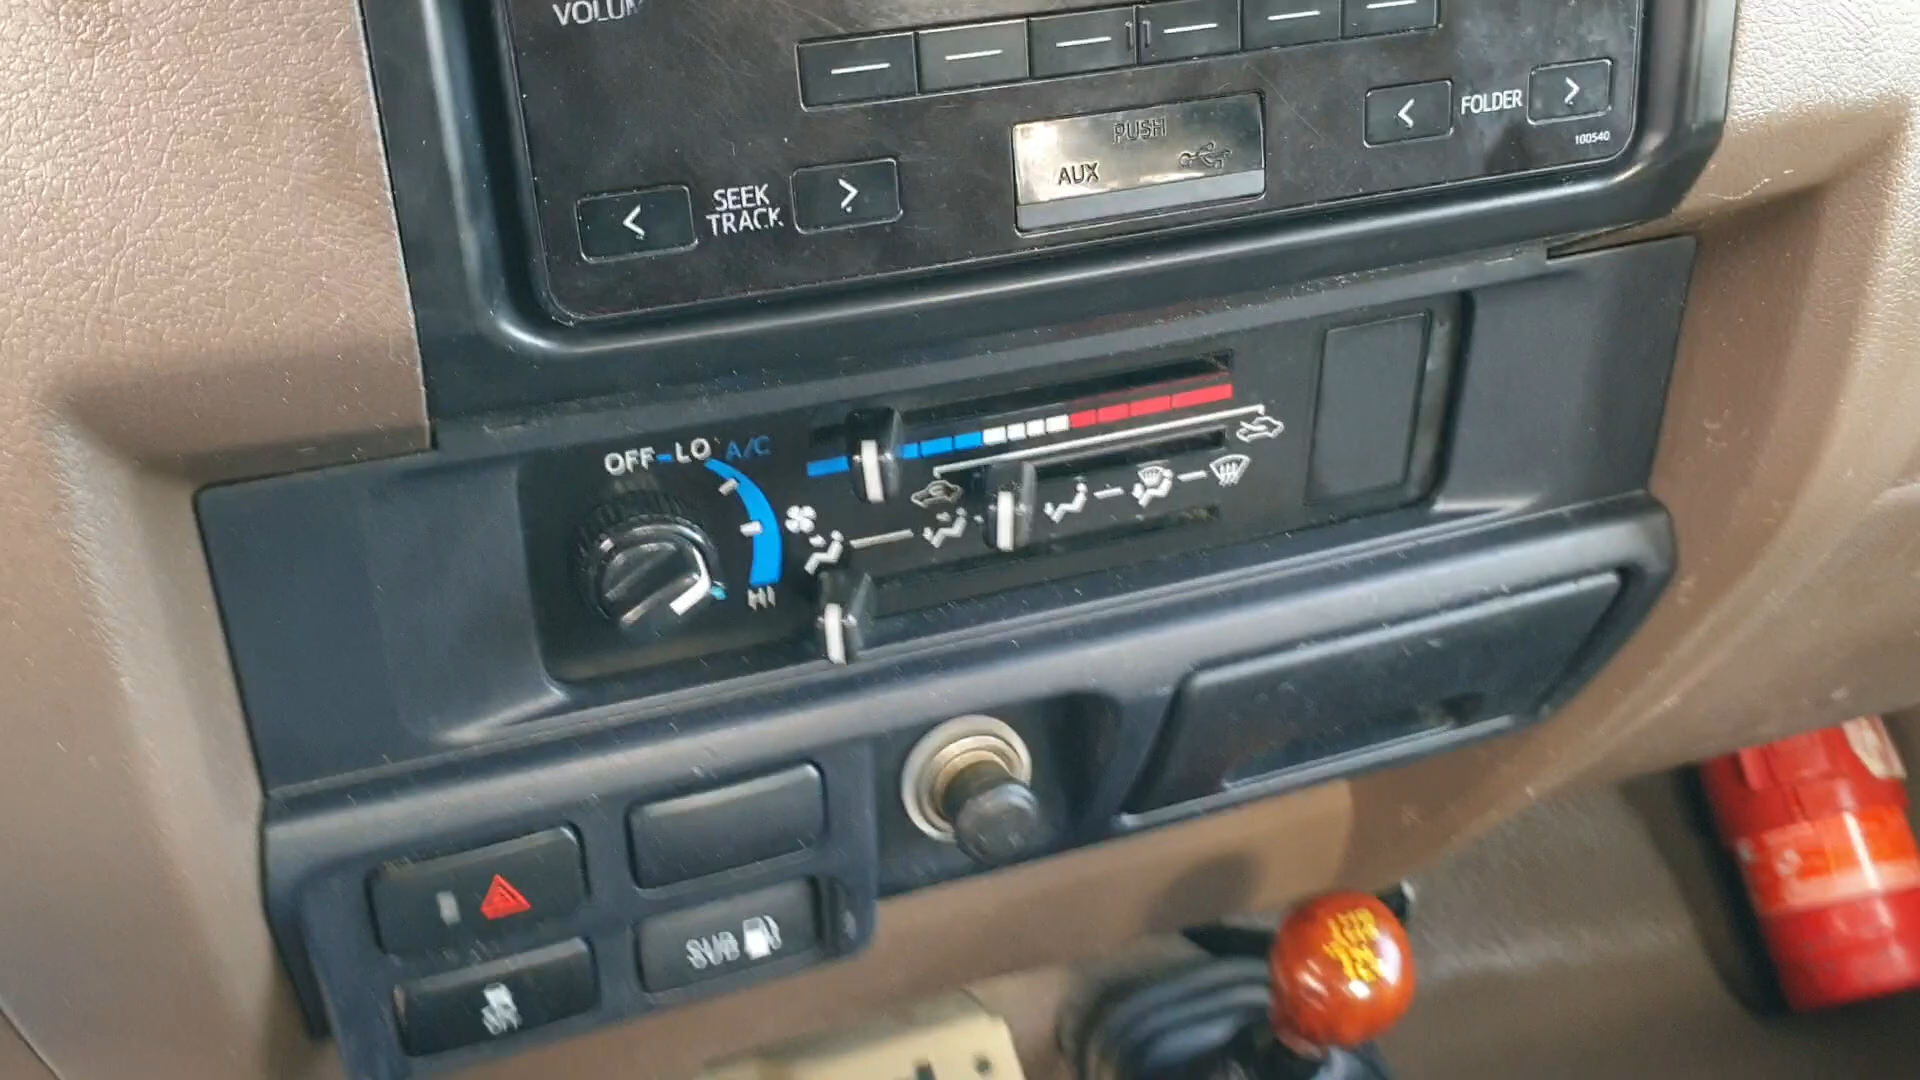 VOLUM
PUSH
AUX
FOLDER
100540
SEEK
TRACK
OFF-LO A/C
HI
SUB